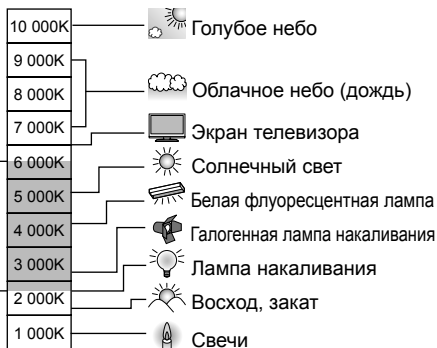 10 000K Голубое небо
9 000K
8 000K Облачное небо (дождь)
7 000K Экран телевизора
6 000K Солнечный свет
5 000K Белая флуоресцентная лампа
4 000K Галогенная лампа накаливания
3 000K Лампа накаливания
2 000K Восход, закат
1 000K Свечи